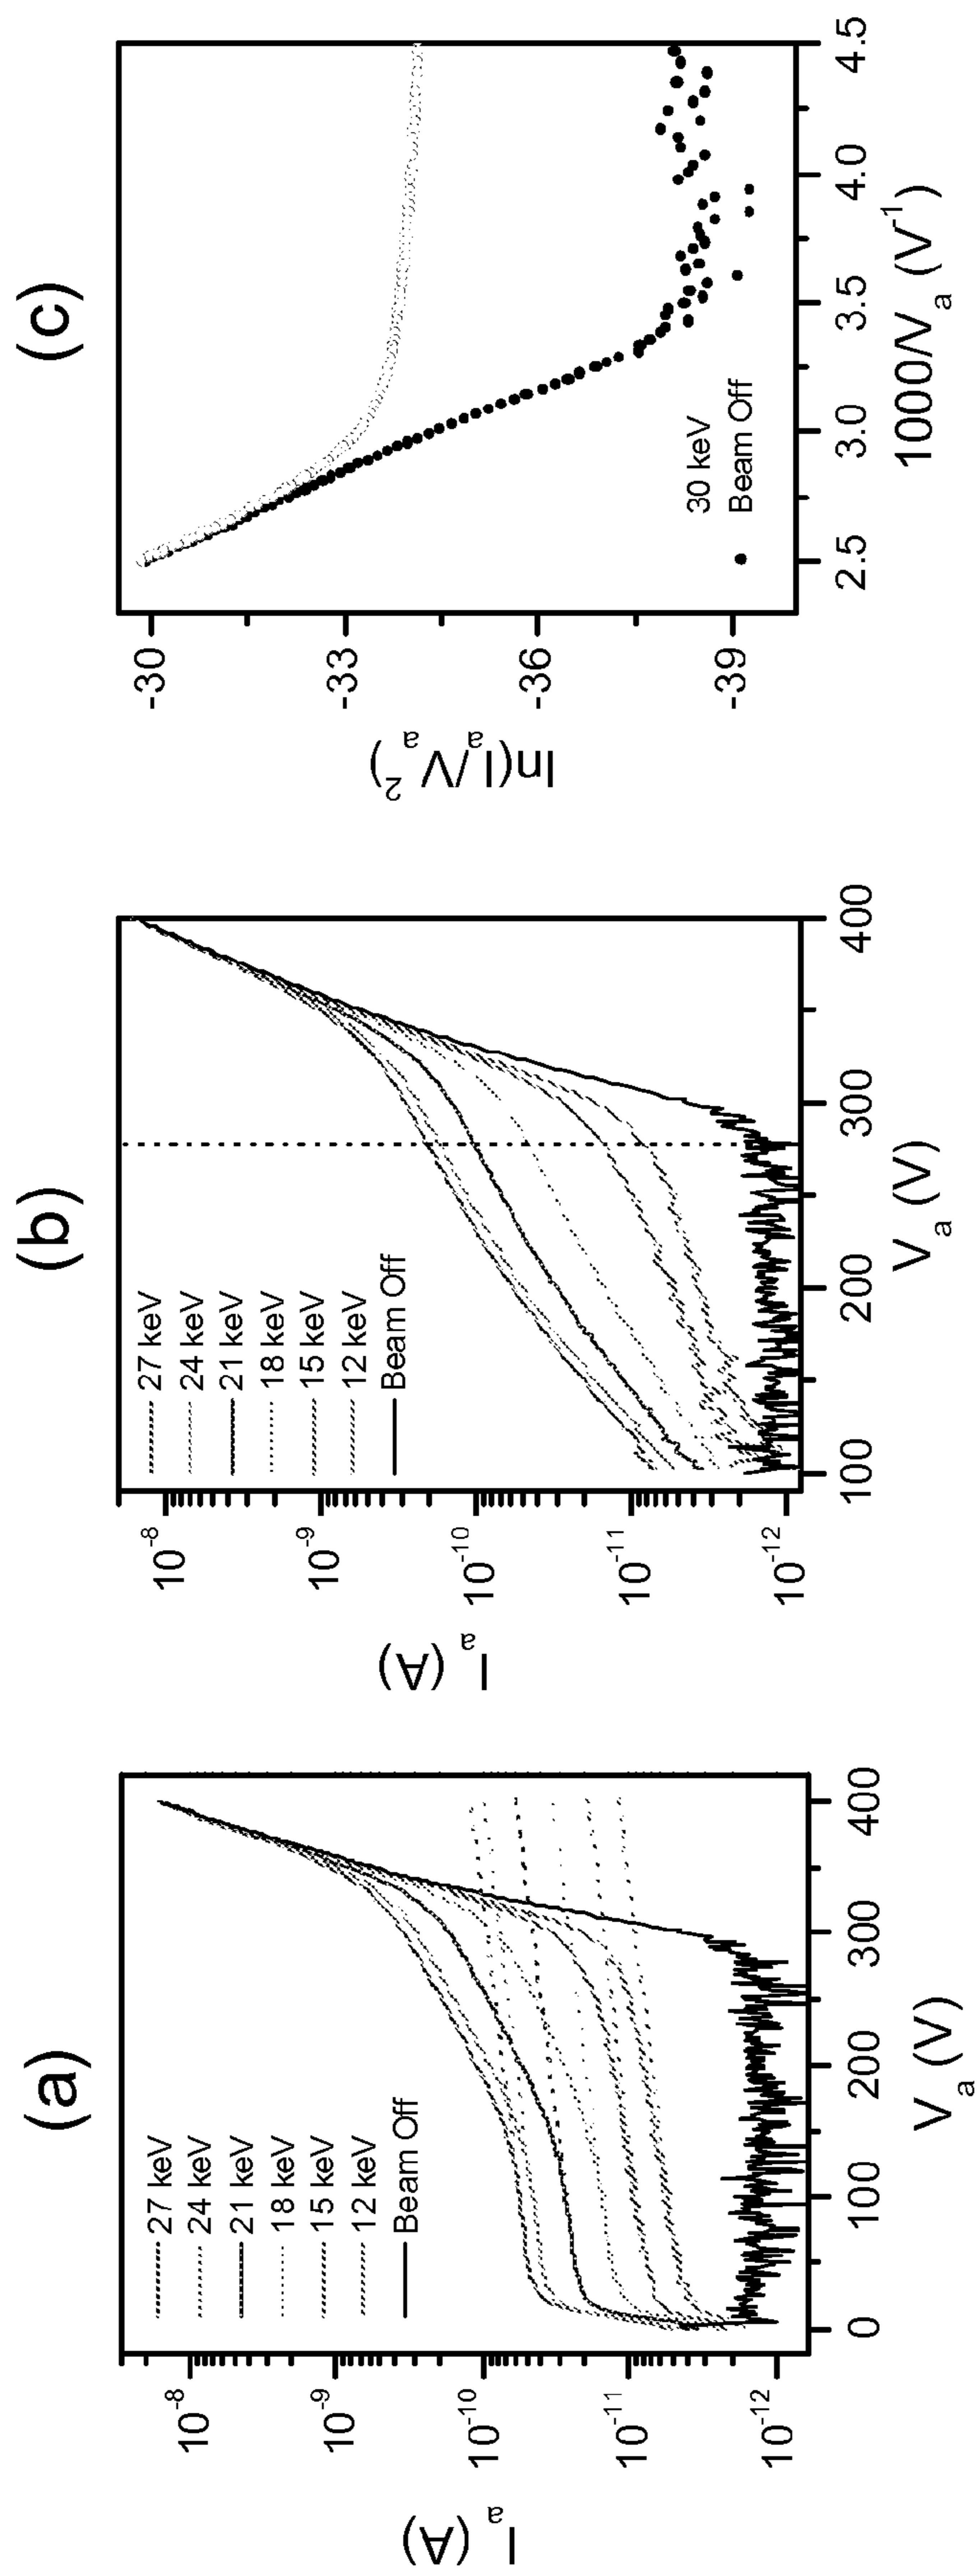 (a)
I_a (A)
10^-8
10^-9
10^-10
10^-11
10^-12
27 keV
24 keV
21 keV
18 keV
15 keV
12 keV
Beam Off
0
100
200
300
400
V_a (V)
(b)
I_a (A)
10^-8
10^-9
10^-10
10^-11
10^-12
27 keV
24 keV
21 keV
18 keV
15 keV
12 keV
Beam Off
100
200
300
400
V_a (V)
(c)
ln(I_a/V_a^2)
-30
-33
-36
-39
30 keV
Beam Off
2.5
3.0
3.5
4.0
4.5
1000/V_a (V^-1)